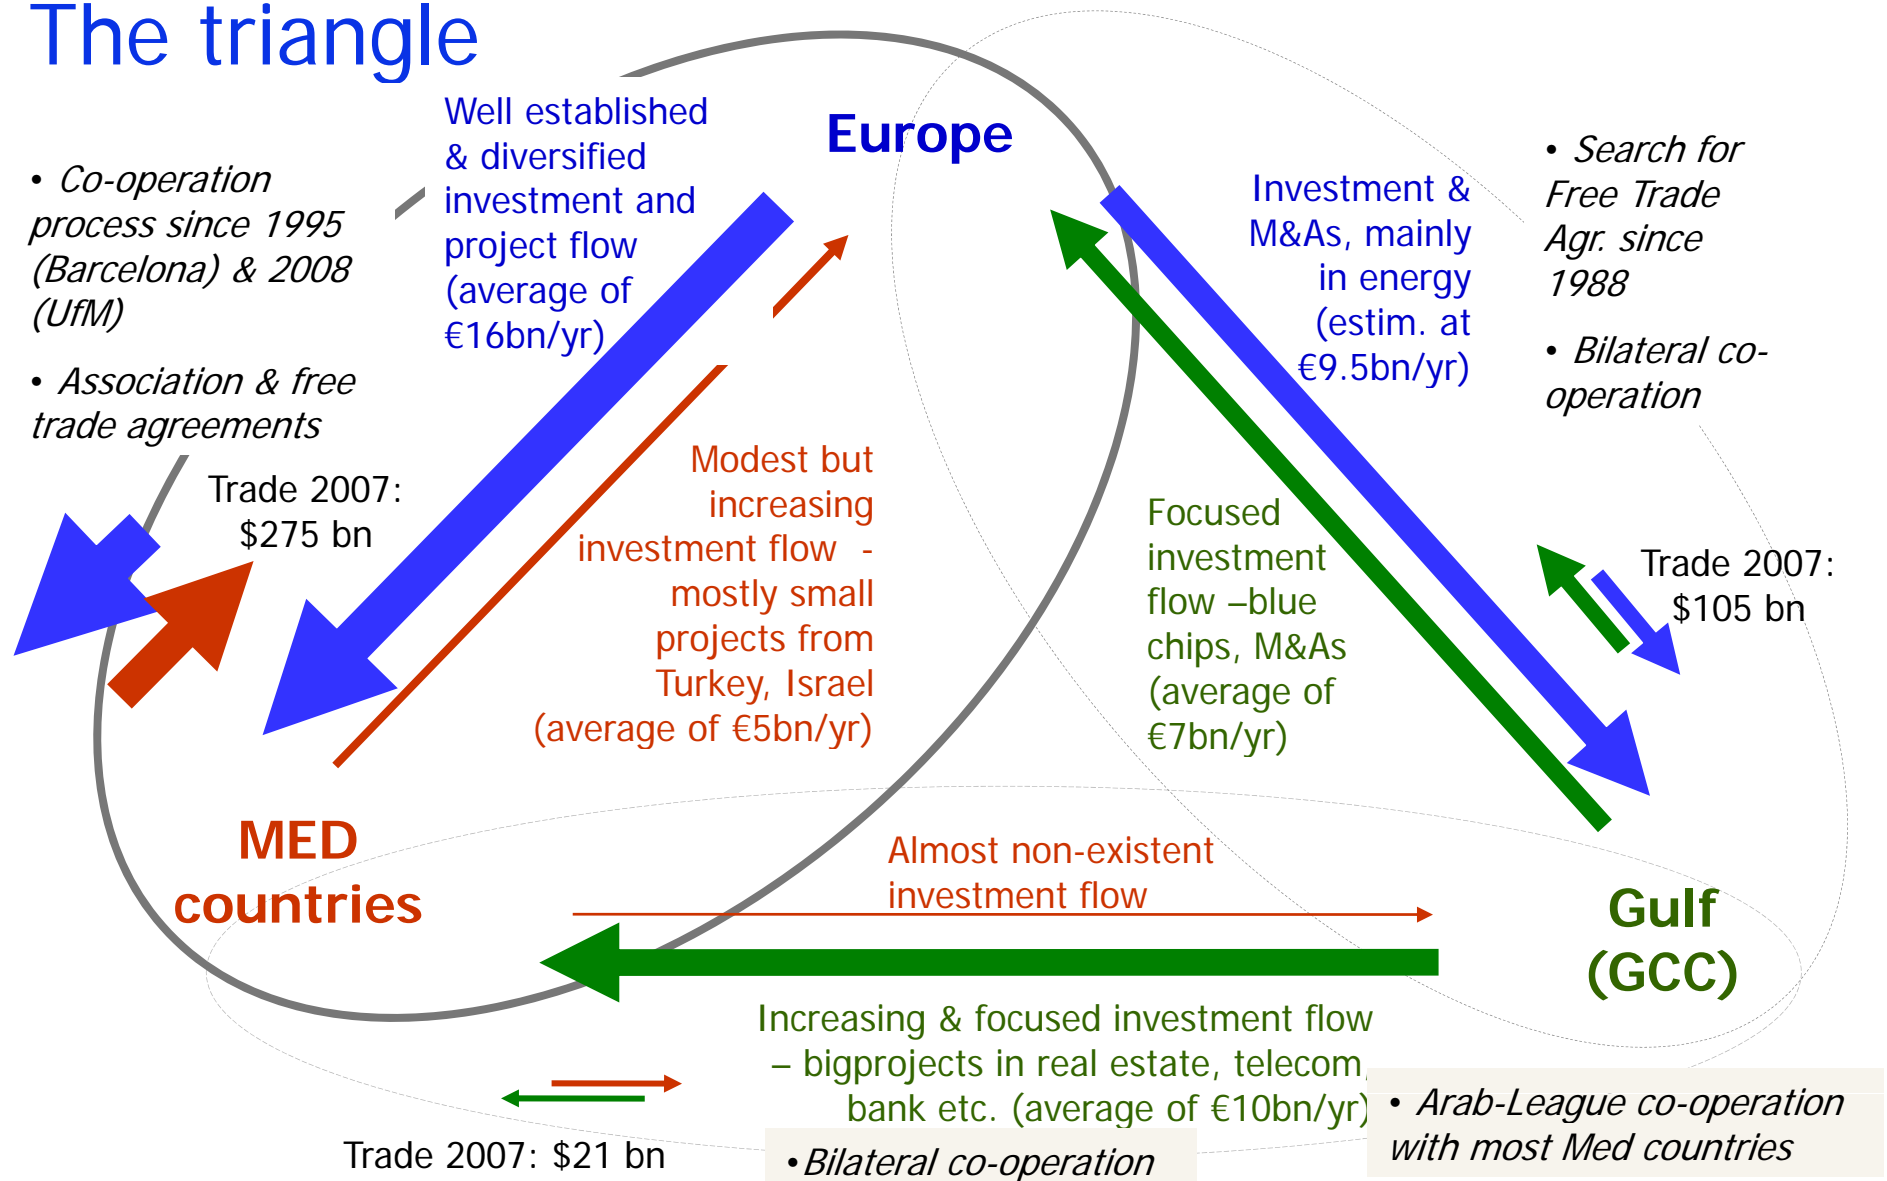 The triangle
Well established
& diversified
investment and
project flow
(average of
€16bn/yr)
Europe
• Co-operation
process since 1995
(Barcelona) & 2008
(UfM)
• Association & free
trade agreements
Investment &
M&As, mainly
in energy
(estim. at
€9.5bn/yr)
• Search for
Free Trade
Agr. since
1988
• Bilateral co-
operation
Trade 2007:
$275 bn
Modest but
increasing
investment flow -
mostly small
projects from
Turkey, Israel
(average of €5bn/yr)
Focused
investment
flow –blue
chips, M&As
(average of
€7bn/yr)
Trade 2007:
$105 bn
MED
countries
Almost non-existent
investment flow
Gulf
(GCC)
Increasing & focused investment flow
– bigprojects in real estate, telecom,
bank etc. (average of €10bn/yr)
Trade 2007: $21 bn
•Bilateral co-operation
• Arab-League co-operation
with most Med countries